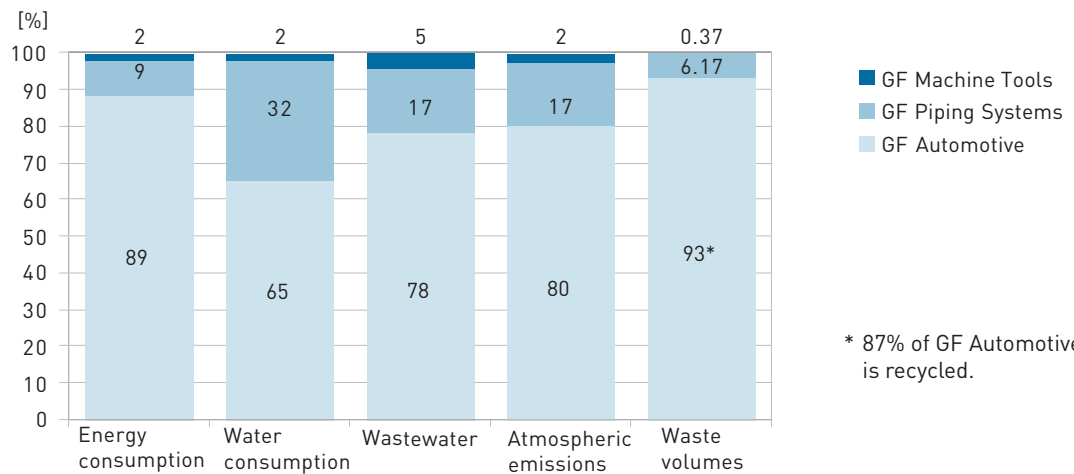 [%]
2 2 5 2 0.37
100
90
80
70
60
50
40
30
20
10
0
9 32 17 17 6.17
89 65 78 80 93*
Energy consumption
Water consumption
Wastewater
Atmospheric emissions
Waste volumes
GF Machine Tools
GF Piping Systems
GF Automotive
* 87% of GF Automotive
is recycled.